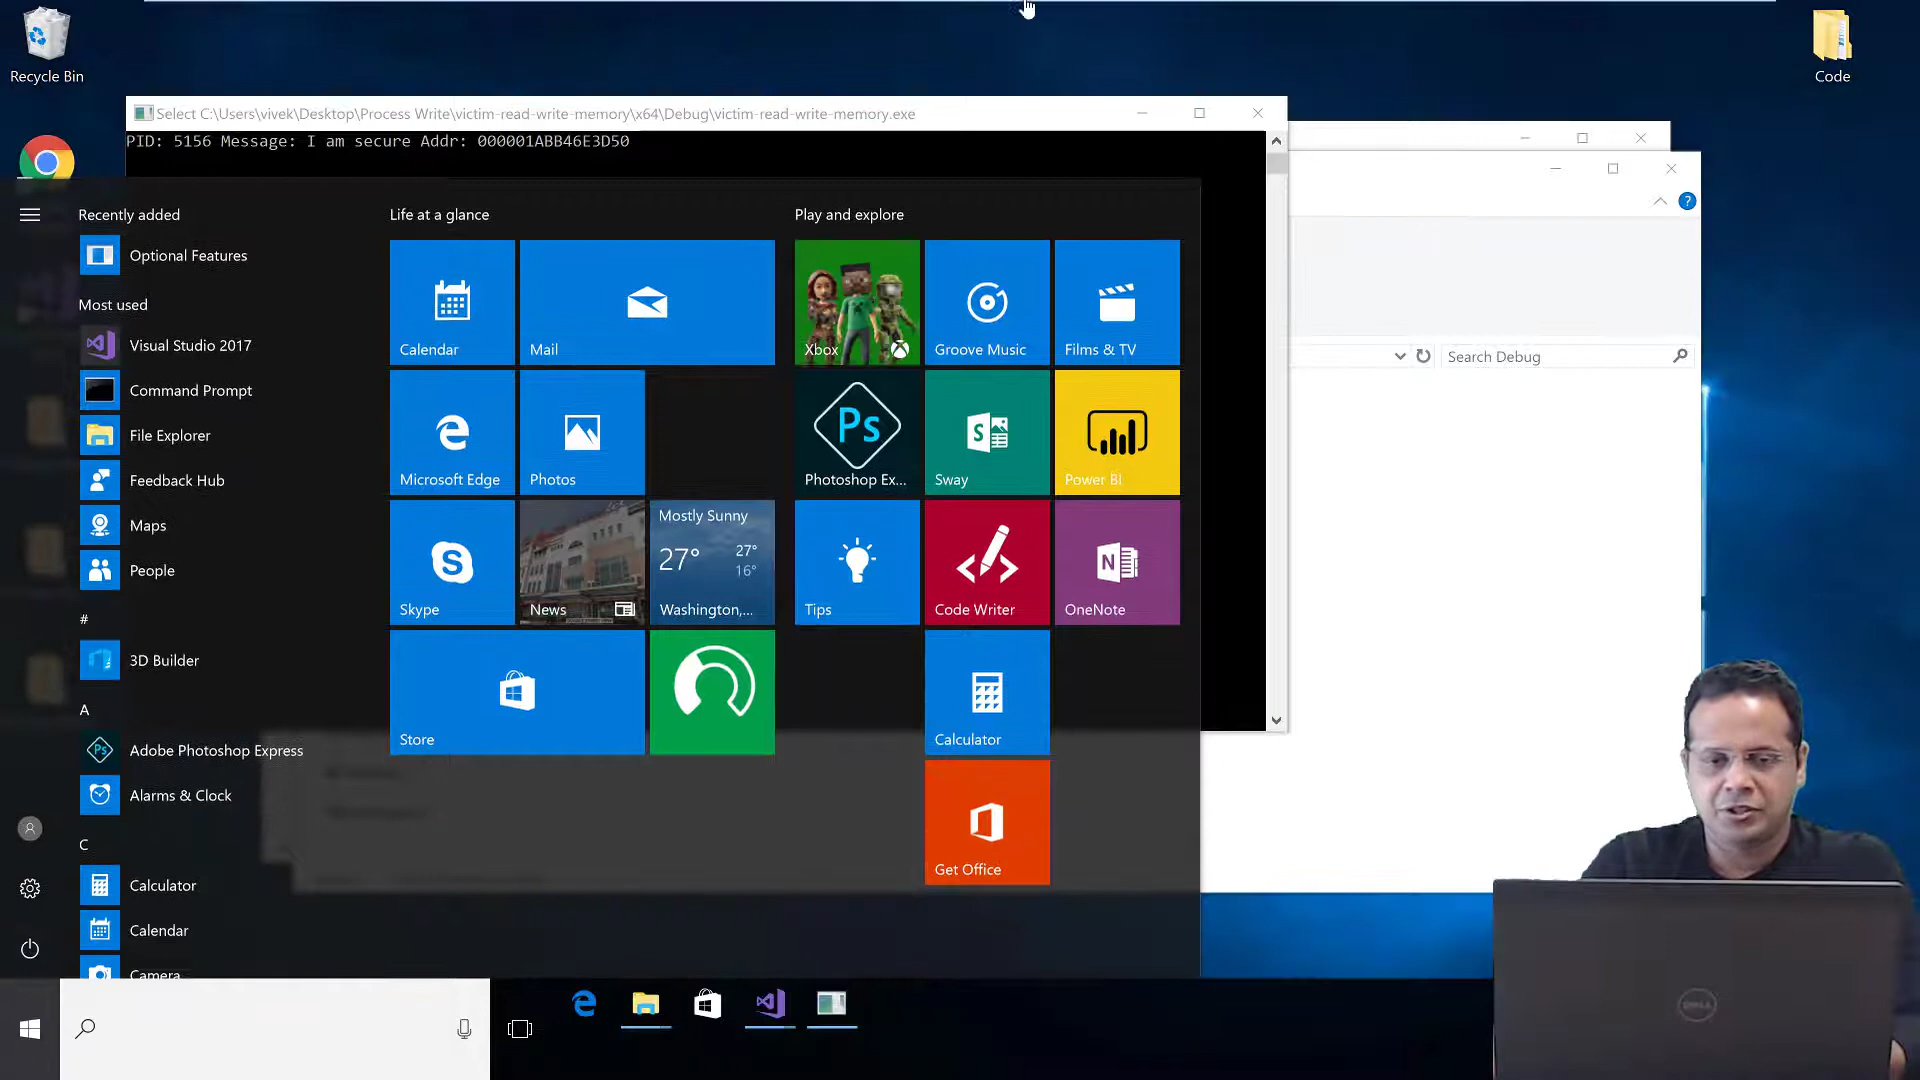 Recycle Bin
Code
Select C:\Users\vivek\Desktop\Process Write\victim-read-write-memory\x64\Debug\victim-read-write-memory.exe
PID: 5156 Message: I am secure Addr: 000001ABB46E3D50
Recently added
Life at a glance
Play and explore
Optional Features
Most used
Visual Studio 2017
Calendar
Mail
Xbox
Groove Music
Films & TV
Search Debug
Command Prompt
File Explorer
Feedback Hub
Microsoft Edge
Photos
Ps
Photoshop Ex...
Sway
Power BI
Maps
People
Skype
News
Mostly Sunny
27°
27°
16°
Washington,...
Tips
Code Writer
OneNote
#
3D Builder
A
Adobe Photoshop Express
Alarms & Clock
Store
Calculator
Get Office
C
Calculator
Calendar
Camera
DELL